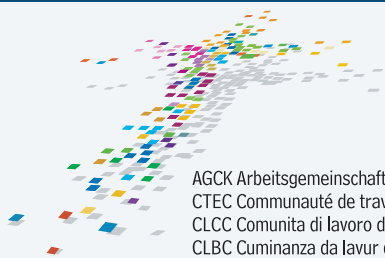 AGCK Arbeitsgemeinschaft
CTEC Communauté de trav
CLCC Comunita di lavoro d
CLBC Cuminanza da lavur